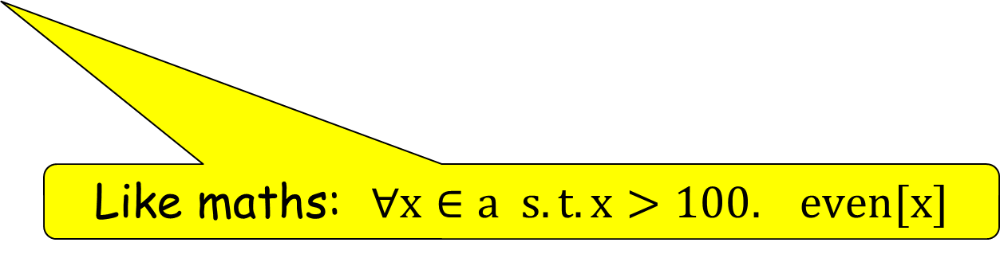 Like maths: ∀x ∈ a s.t.x > 100. even[x]